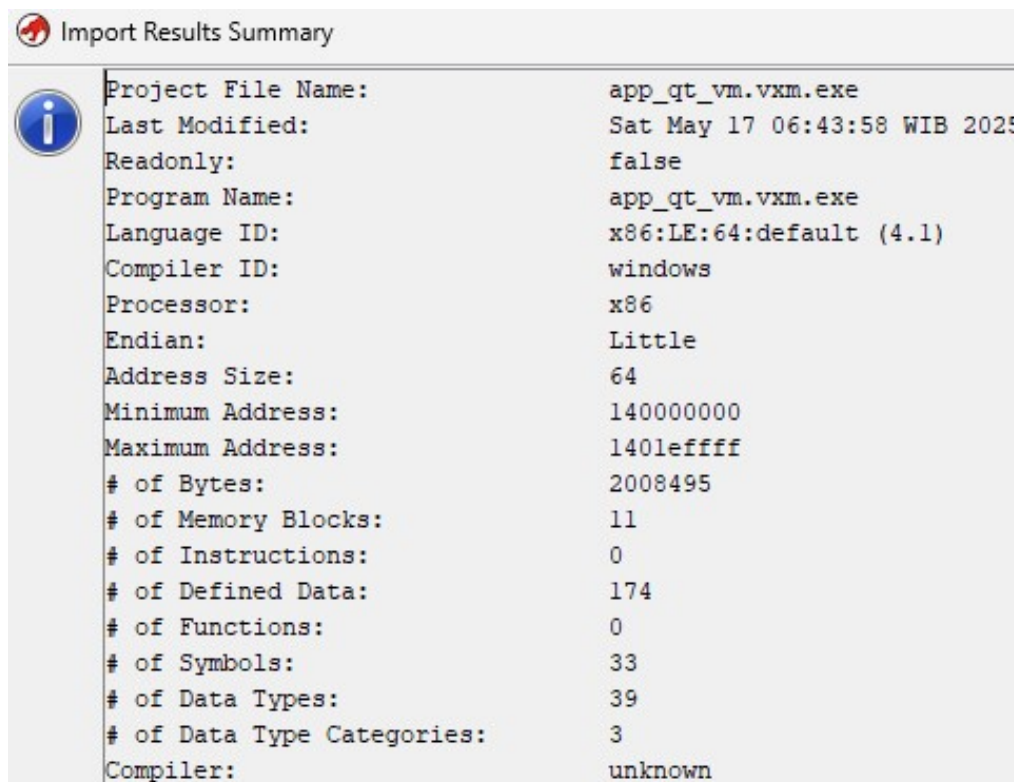 Import Results Summary
Project File Name: app_qt_vm.vxm.exe
Last Modified: Sat May 17 06:43:58 WIB 2025
Readonly: false
Program Name: app_qt_vm.vxm.exe
Language ID: x86:LE:64:default (4.1)
Compiler ID: windows
Processor: x86
Endian: Little
Address Size: 64
Minimum Address: 140000000
Maximum Address: 1401effff
# of Bytes: 2008495
# of Memory Blocks: 11
# of Instructions: 0
# of Defined Data: 174
# of Functions: 0
# of Symbols: 33
# of Data Types: 39
# of Data Type Categories: 3
Compiler: unknown